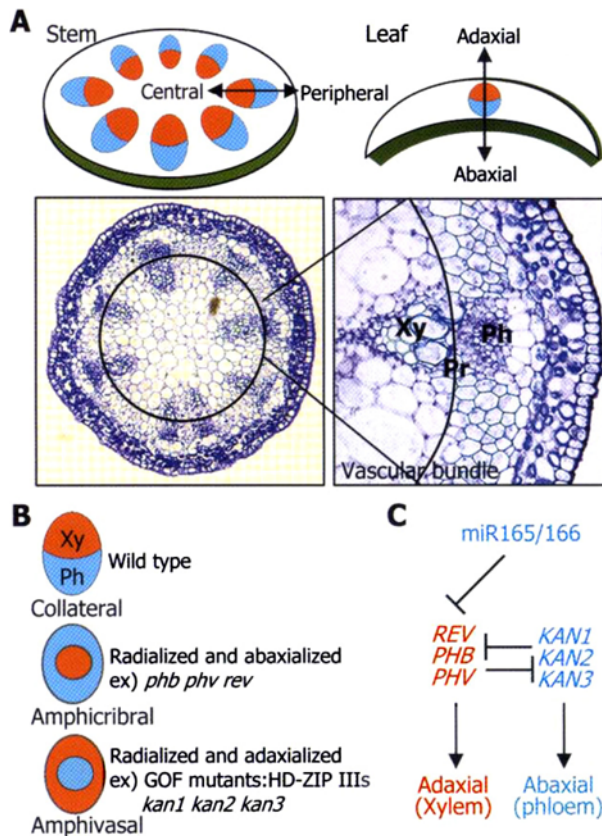 A
Stem
Leaf
Central
Peripheral
Adaxial
Abaxial
Xy
Ph
Pr
Vascular bundle
B
Xy
Ph
Wild type
Collateral
Radialized and abaxialized
ex) phb phv rev
Amphicribral
Radialized and adaxialized
ex) GOF mutants:HD-ZIP IIIs
kan1 kan2 kan3
Amphivasal
C
miR165/166
REV
PHB
PHV
KAN1
KAN2
KAN3
Adaxial
(Xylem)
Abaxial
(phloem)